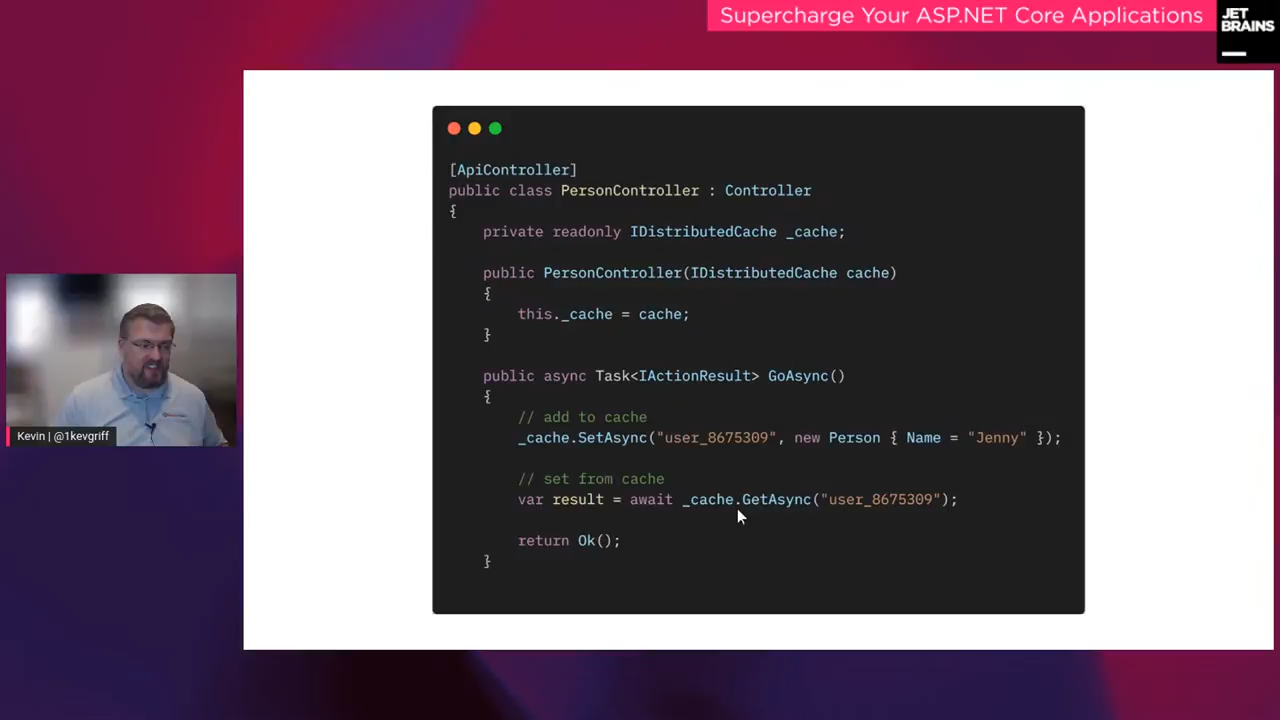 Supercharge Your ASP.NET Core Applications
JET
BRAINS
[ApiController]
public class PersonController : Controller
{
private readonly IDistributedCache _cache;
public PersonController(IDistributedCache cache)
{
this._cache = cache;
}
public async Task<IActionResult> GoAsync()
{
// add to cache
_cache.SetAsync("user_8675309", new Person { Name = "Jenny" });
// set from cache
var result = await _cache.GetAsync("user_8675309");
return Ok();
}
Kevin | @1kevgriff